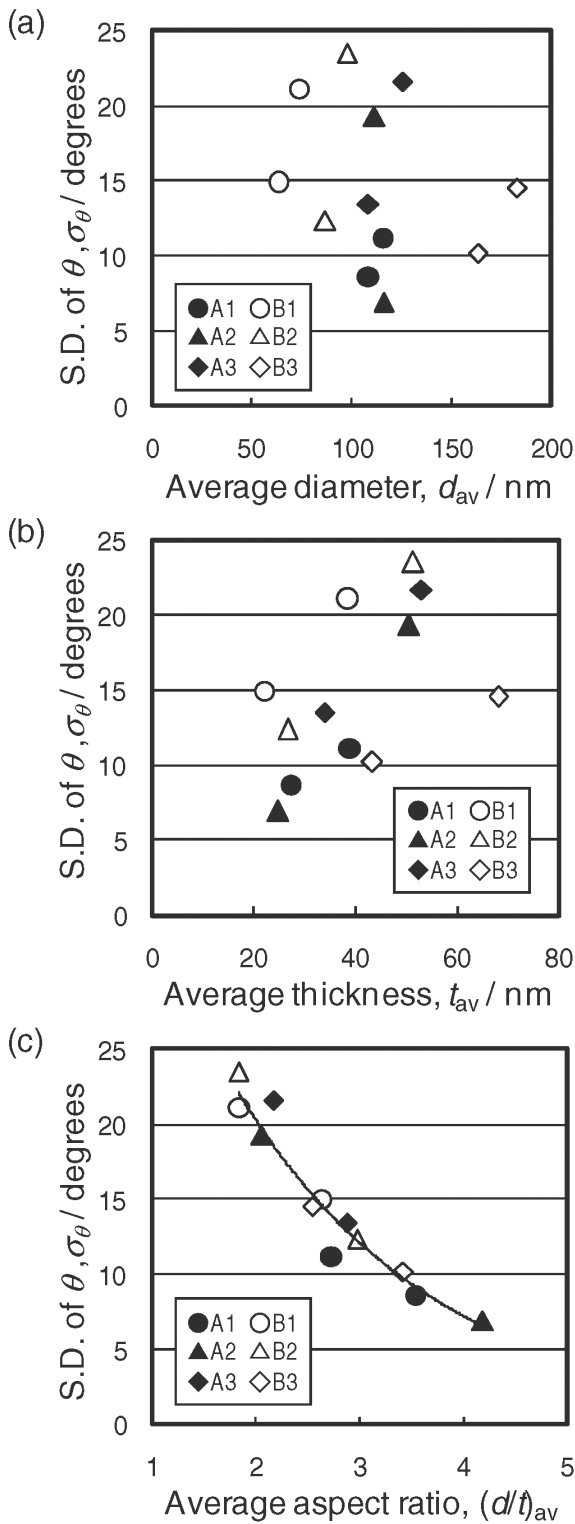 (a)
S.D. of θ, σθ / degrees
25
20
15
10
5
0
A1 B1
A2 B2
A3 B3
0 50 100 150 200
Average diameter, dav / nm
(b)
S.D. of θ, σθ / degrees
25
20
15
10
5
0
A1 B1
A2 B2
A3 B3
0 20 40 60 80
Average thickness, tav / nm
(c)
S.D. of θ, σθ / degrees
25
20
15
10
5
0
A1 B1
A2 B2
A3 B3
1 2 3 4 5
Average aspect ratio, (d/t)av